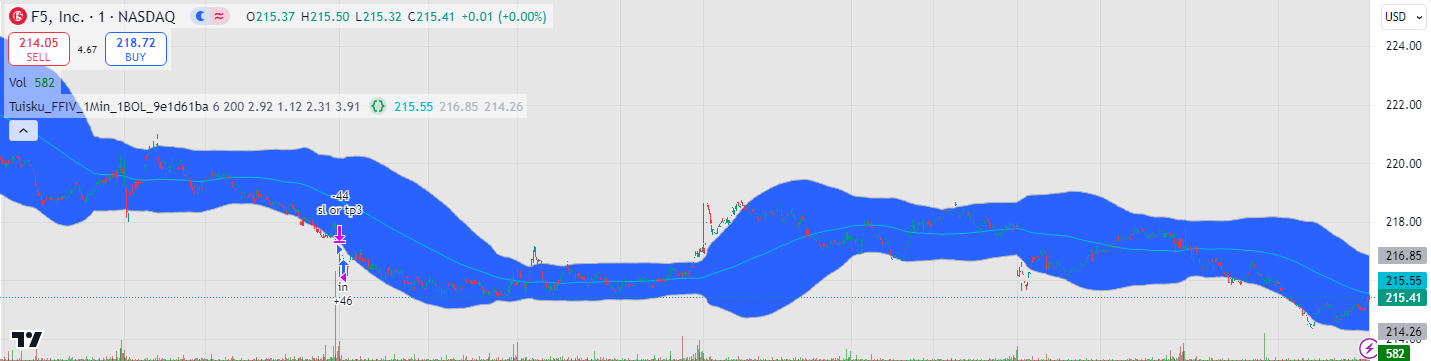 F5, Inc. · 1 · NASDAQ O215.37 H215.50 L215.32 C215.41 +0.01 (+0.00%)
USD
214.05 SELL 4.67 218.72 BUY
Vol 582
Tuisku_FFIV_1Min_1BOL_9e1d61ba 6 200 2.92 1.12 2.31 3.91 {} 215.55 216.85 214.26
-44
sl or tp3
in
+46
224.00
222.00
220.00
218.00
216.85
215.55
215.41
214.26
214.00
582